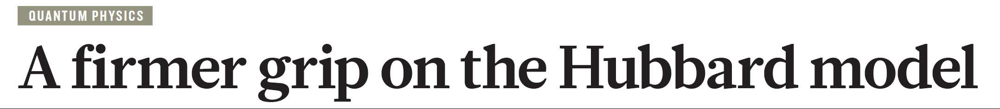 QUANTUM PHYSICS
A firmer grip on the Hubbard model